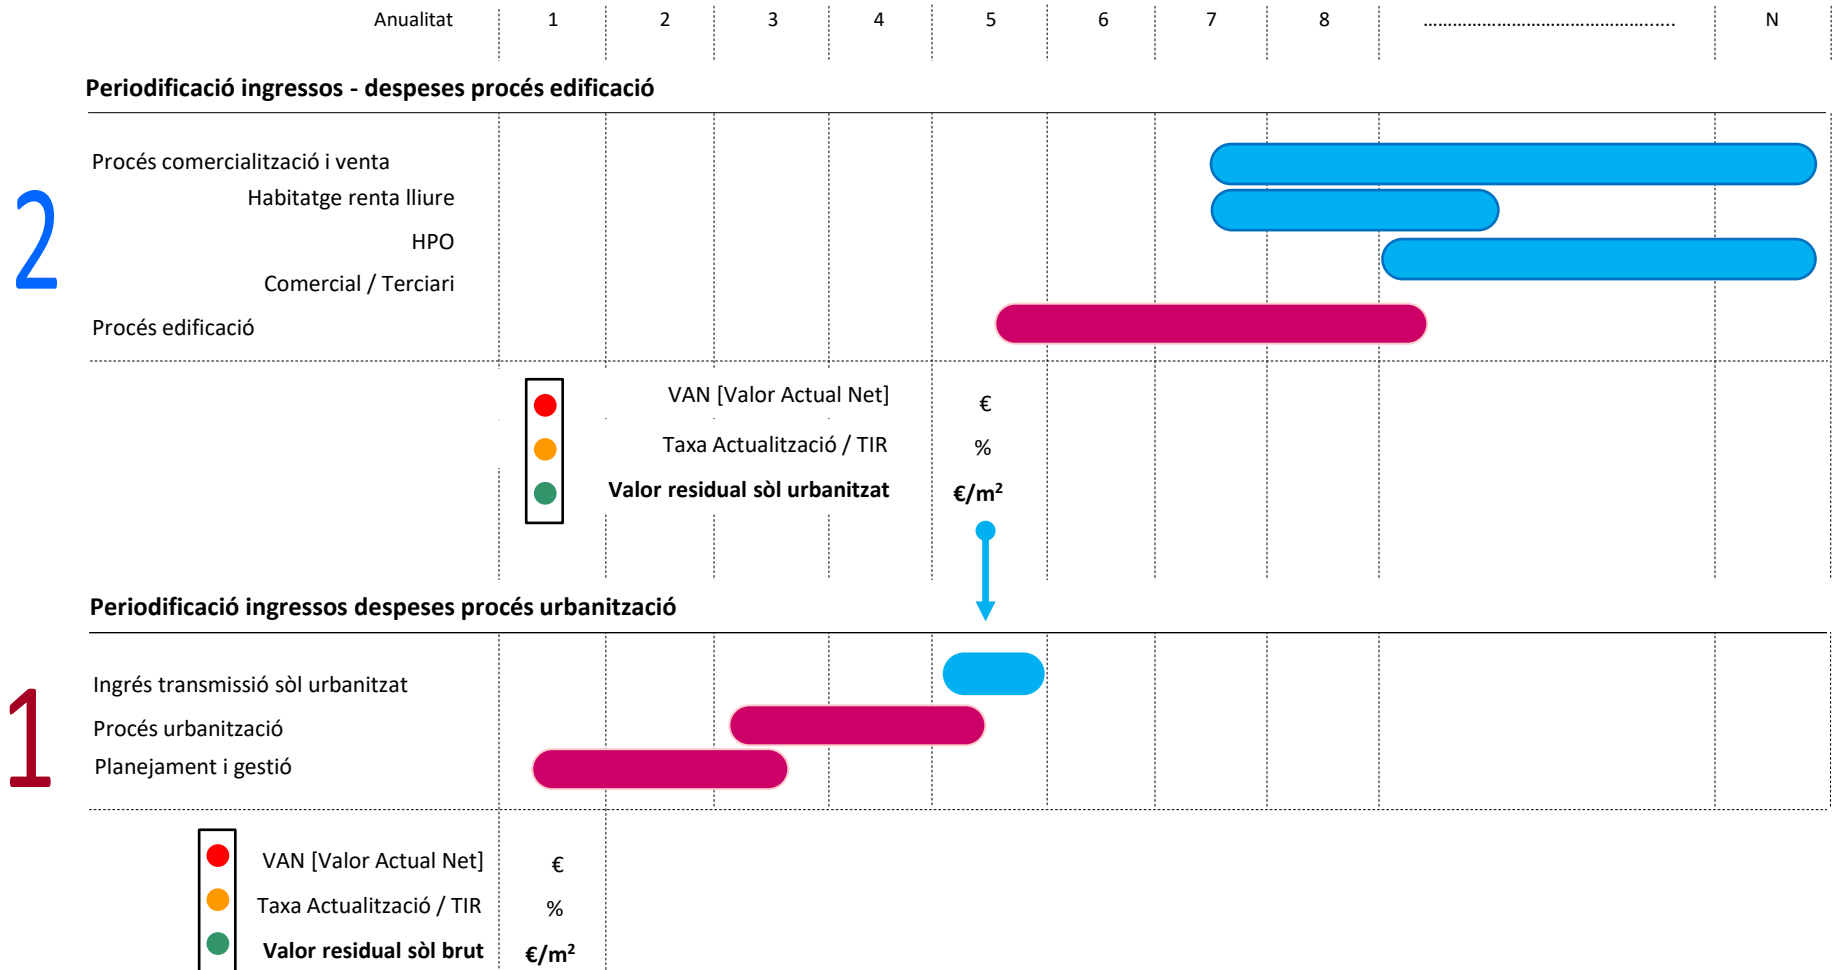 Anualitat 1 2 3 4 5 6 7 8 ................................................ N
Periodificació ingressos - despeses procés edificació
2
Procés comercialització i venta
Habitatge renta lliure
HPO
Comercial / Terciari
Procés edificació
VAN [Valor Actual Net] €
Taxa Actualització / TIR %
Valor residual sòl urbanitzat €/m²
Periodificació ingressos despeses procés urbanització
1
Ingrés transmissió sòl urbanitzat
Procés urbanització
Planejament i gestió
VAN [Valor Actual Net] €
Taxa Actualització / TIR %
Valor residual sòl brut €/m²